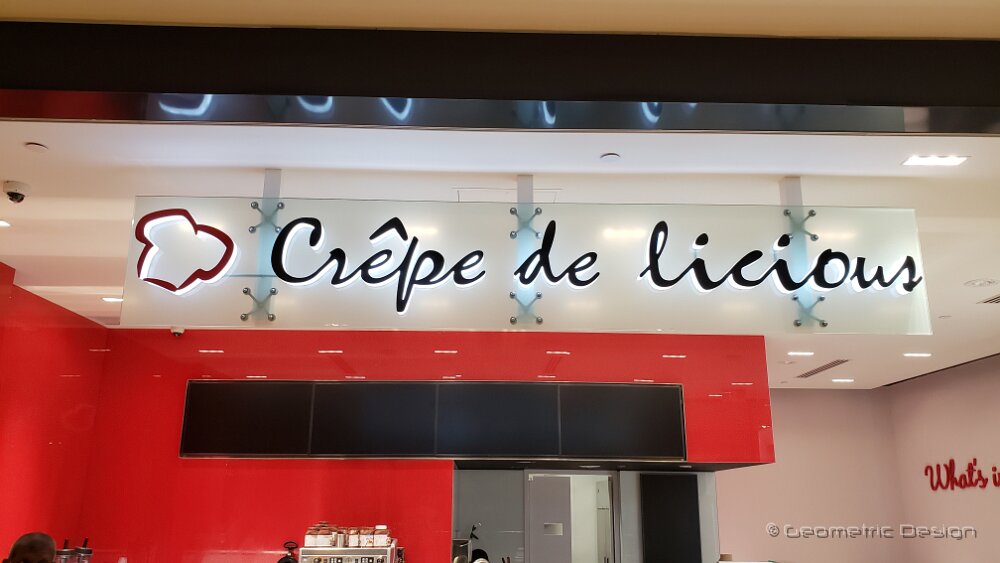 Crêpe de licious
What's i
© Geometric Design